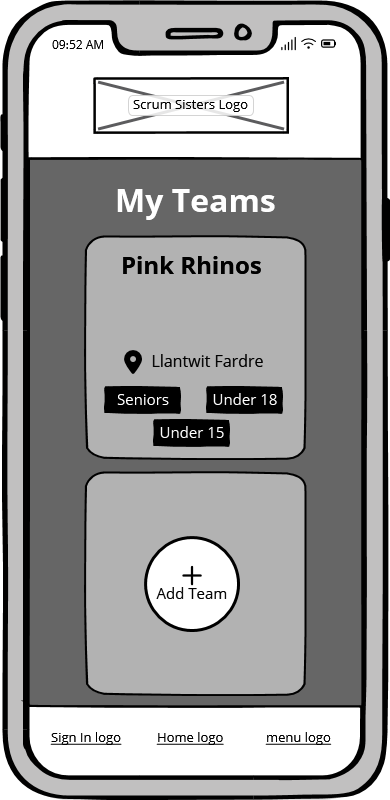 09:52 AM
Scrum Sisters Logo
My Teams
Pink Rhinos
Llantwit Fardre
Seniors
Under 18
Under 15
Add Team
Sign In logo
Home logo
menu logo